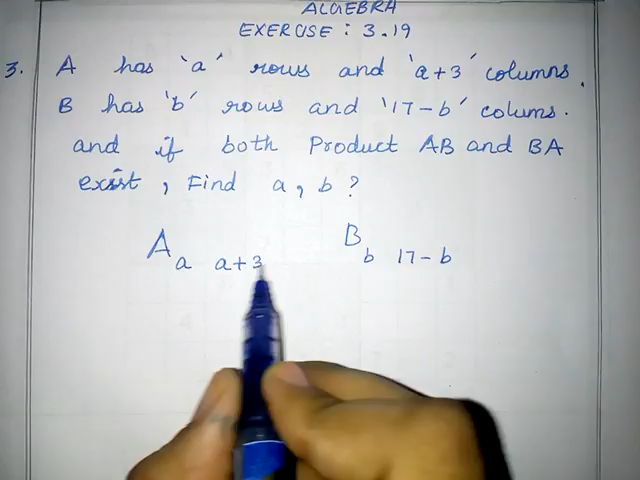 ALGEBRA
EXERCISE : 3.19
3. A has 'a' rows and 'a+3' columns.
B has 'b' rows and '17-b' colums.
and if both Product AB and BA
exist, Find a, b ?
A a a+3 B b 17-b